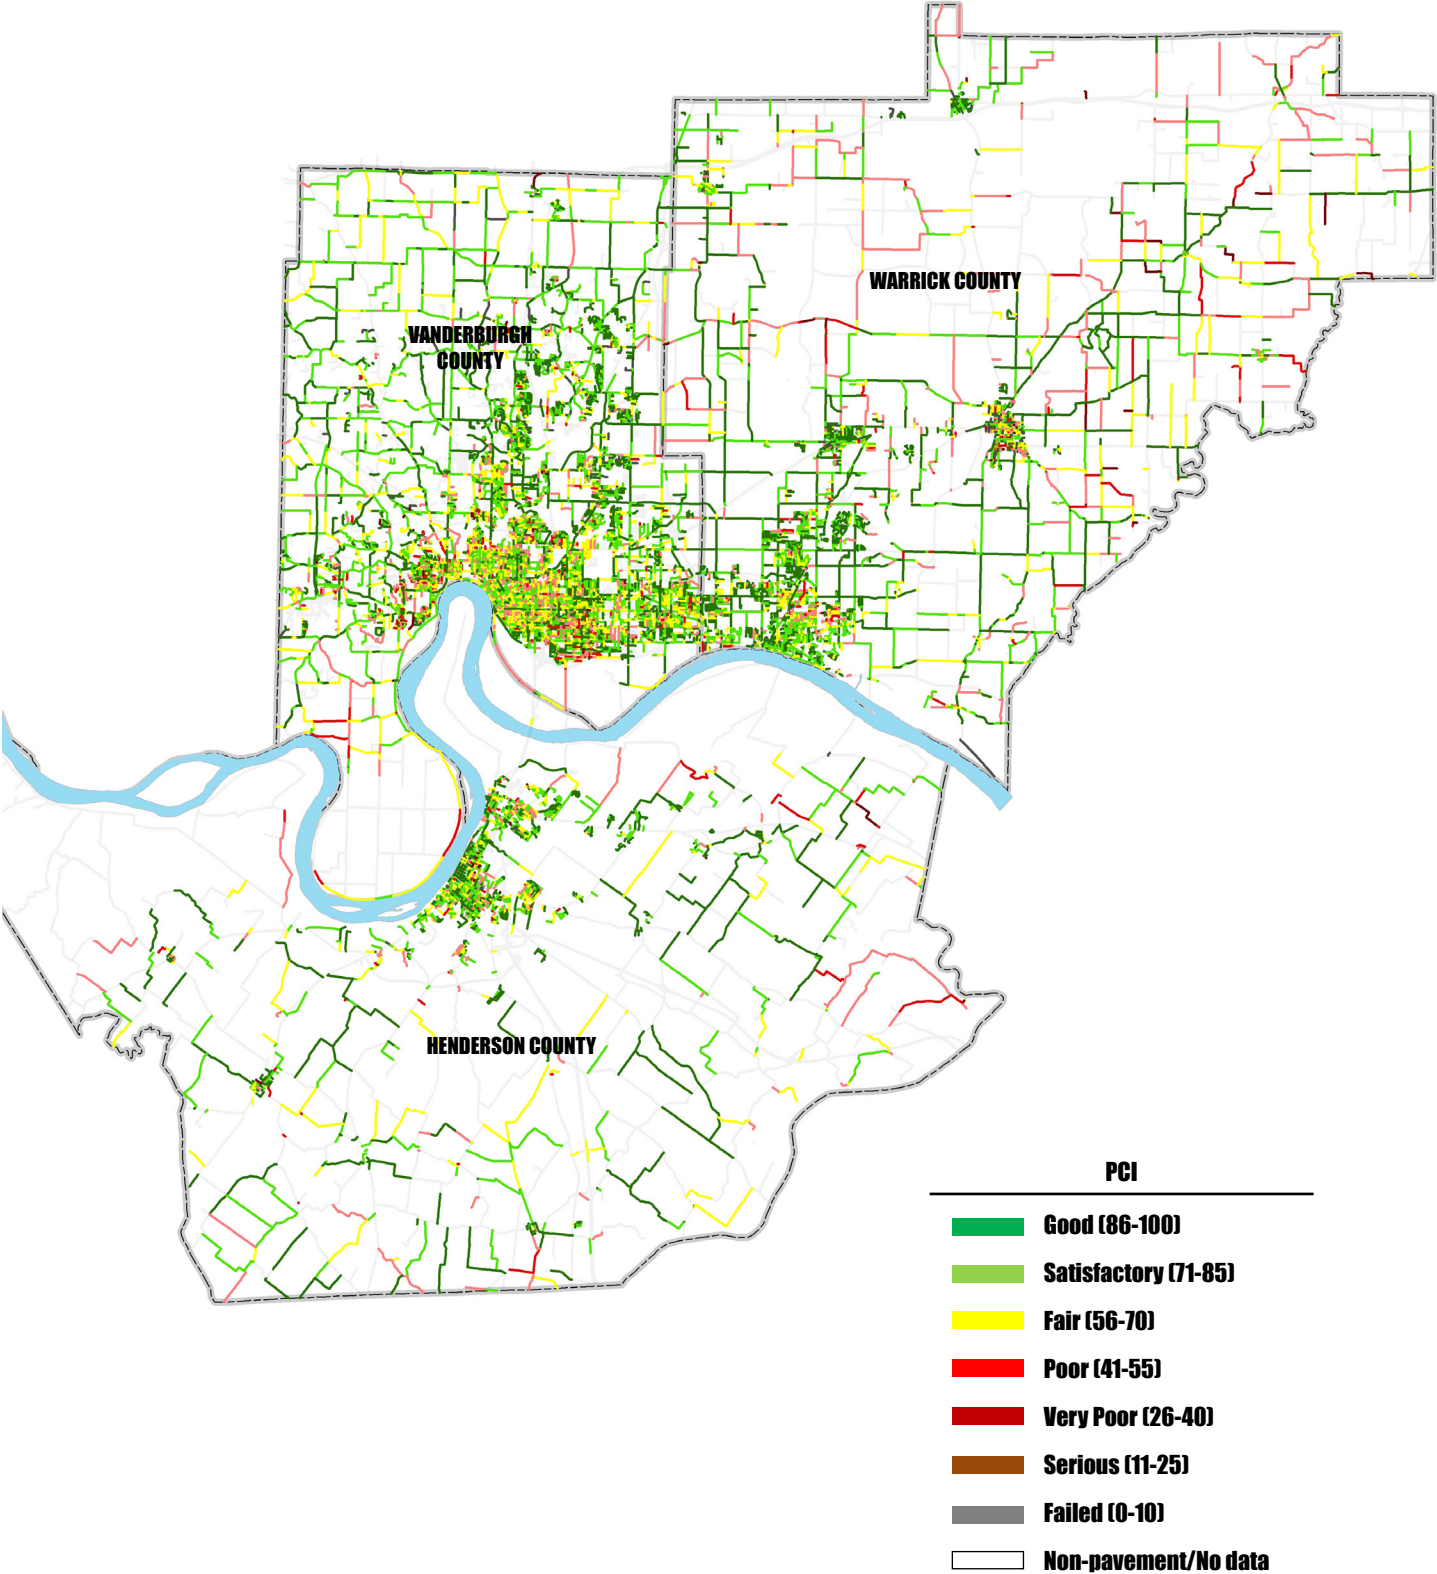 WARRICK COUNTY
VANDERBURGH
COUNTY
HENDERSON COUNTY
PCI
Good (86-100)
Satisfactory (71-85)
Fair (56-70)
Poor (41-55)
Very Poor (26-40)
Serious (11-25)
Failed (0-10)
Non-pavement/No data